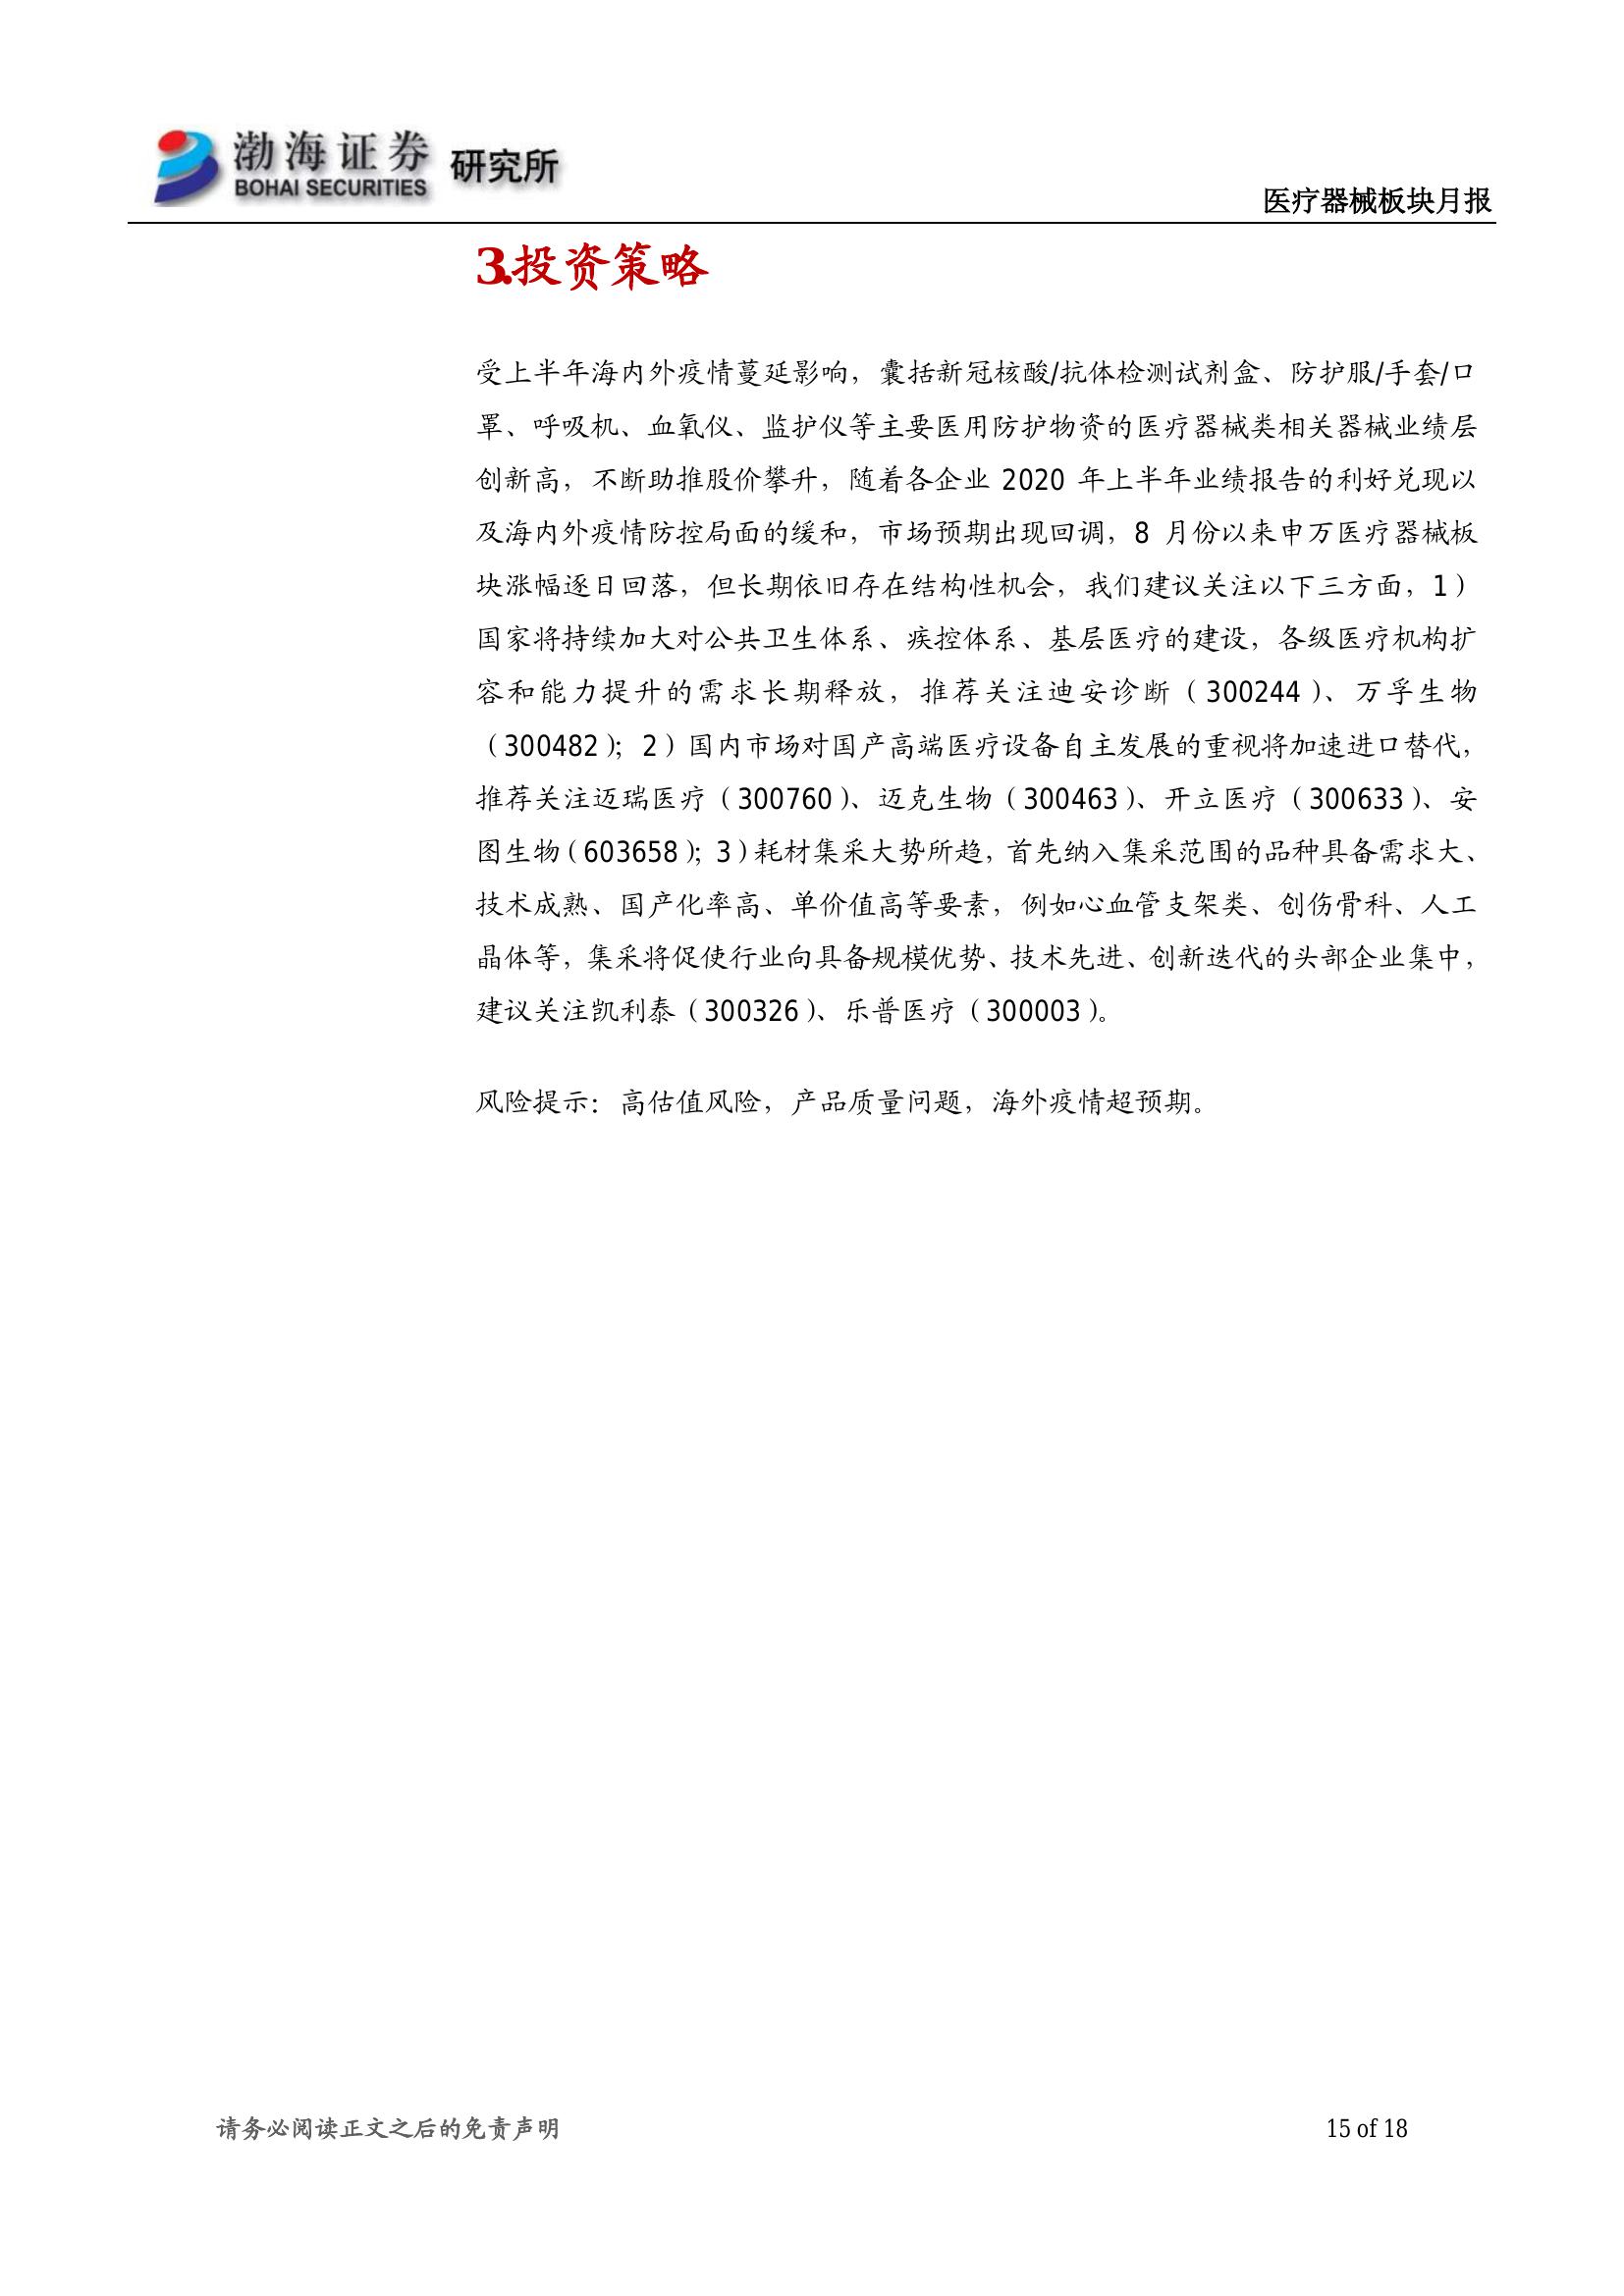 渤海证券 研究所
BOHAI SECURITIES
医疗器械板块月报
3.投资策略
受上半年海内外疫情蔓延影响，囊括新冠核酸/抗体检测试剂盒、防护服/手套/口
罩、呼吸机、血氧仪、监护仪等主要医用防护物资的医疗器械类相关器械业绩层
创新高，不断助推股价攀升，随着各企业 2020 年上半年业绩报告的利好兑现以
及海内外疫情防控局面的缓和，市场预期出现回调，8 月份以来申万医疗器械板
块涨幅逐日回落，但长期依旧存在结构性机会，我们建议关注以下三方面，1）
国家将持续加大对公共卫生体系、疾控体系、基层医疗的建设，各级医疗机构扩
容和能力提升的需求长期释放，推荐关注迪安诊断（300244）、万孚生物
（300482）；2）国内市场对国产高端医疗设备自主发展的重视将加速进口替代，
推荐关注迈瑞医疗（300760）、迈克生物（300463）、开立医疗（300633）、安
图生物（603658）；3）耗材集采大势所趋，首先纳入集采范围的品种具备需求大、
技术成熟、国产化率高、单价值高等要素，例如心血管支架类、创伤骨科、人工
晶体等，集采将促使行业向具备规模优势、技术先进、创新迭代的头部企业集中，
建议关注凯利泰（300326）、乐普医疗（300003）。
风险提示：高估值风险，产品质量问题，海外疫情超预期。
请务必阅读正文之后的免责声明
15 of 18